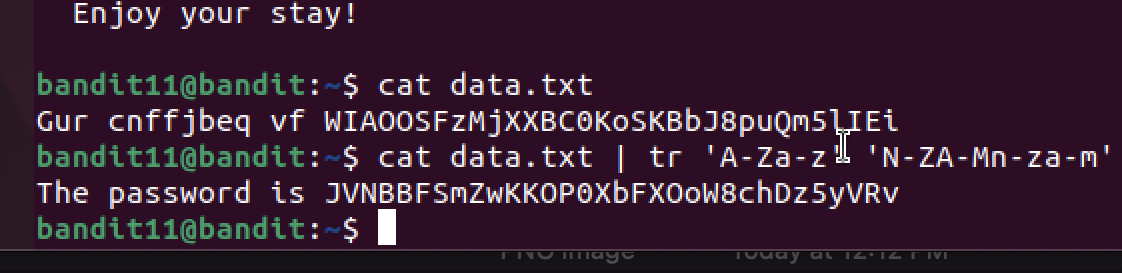 Enjoy your stay!
bandit11@bandit:~$ cat data.txt
Gur cnffjbeq vf WIAOOSFzMjXXBC0KoSKBbJ8puQm5lIEi
bandit11@bandit:~$ cat data.txt | tr 'A-Za-z' 'N-ZA-Mn-za-m'
The password is JVNBBFSmZwKKOP0XbFXOoW8chDz5yVRv
bandit11@bandit:~$
PNG image Today at 12:12 PM